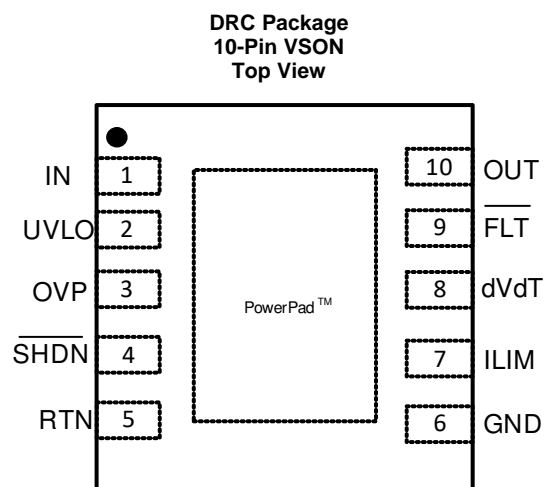 DRC Package
10-Pin VSON
Top View
IN 1 10 OUT
UVLO 2 9 FLT
OVP 3 8 dVdT
PowerPad™
SHDN 4 7 ILIM
RTN 5 6 GND